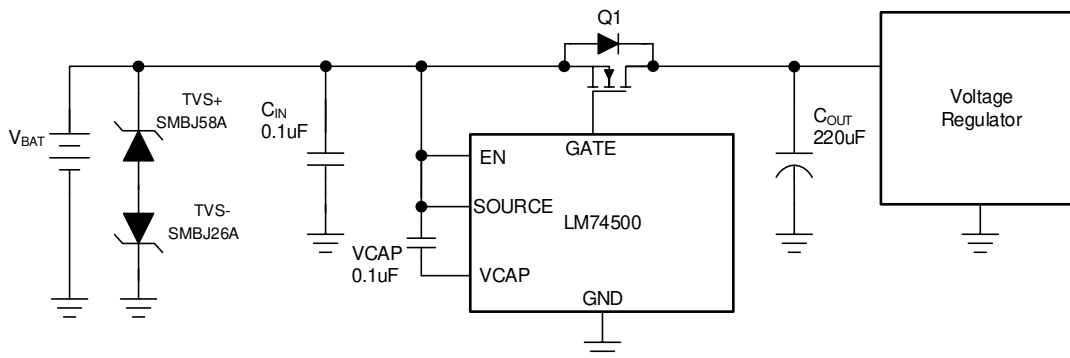 Q1
TVS+
SMBJ58A
VBAT
CIN
0.1uF
COUT
220uF
Voltage
Regulator
GATE
EN
SOURCE
LM74500
TVS-
SMBJ26A
VCAP
0.1uF
VCAP
GND